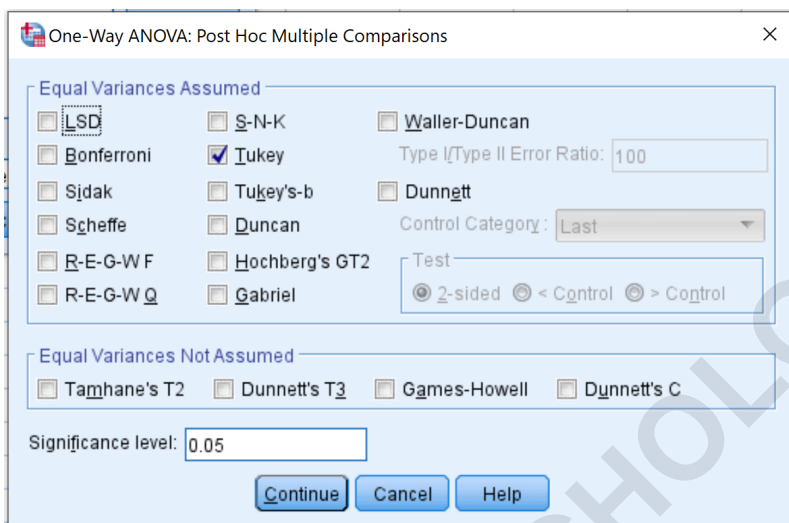 One-Way ANOVA: Post Hoc Multiple Comparisons
Equal Variances Assumed
LSD S-N-K Waller-Duncan
Bonferroni Tukey Type I/Type II Error Ratio: 100
Sidak Tukey's-b Dunnett
Scheffe Duncan Control Category : Last
R-E-G-W F Hochberg's GT2 Test
R-E-G-W Q Gabriel 2-sided < Control > Control
Equal Variances Not Assumed
Tamhane's T2 Dunnett's T3 Games-Howell Dunnett's C
Significance level: 0.05
Continue Cancel Help